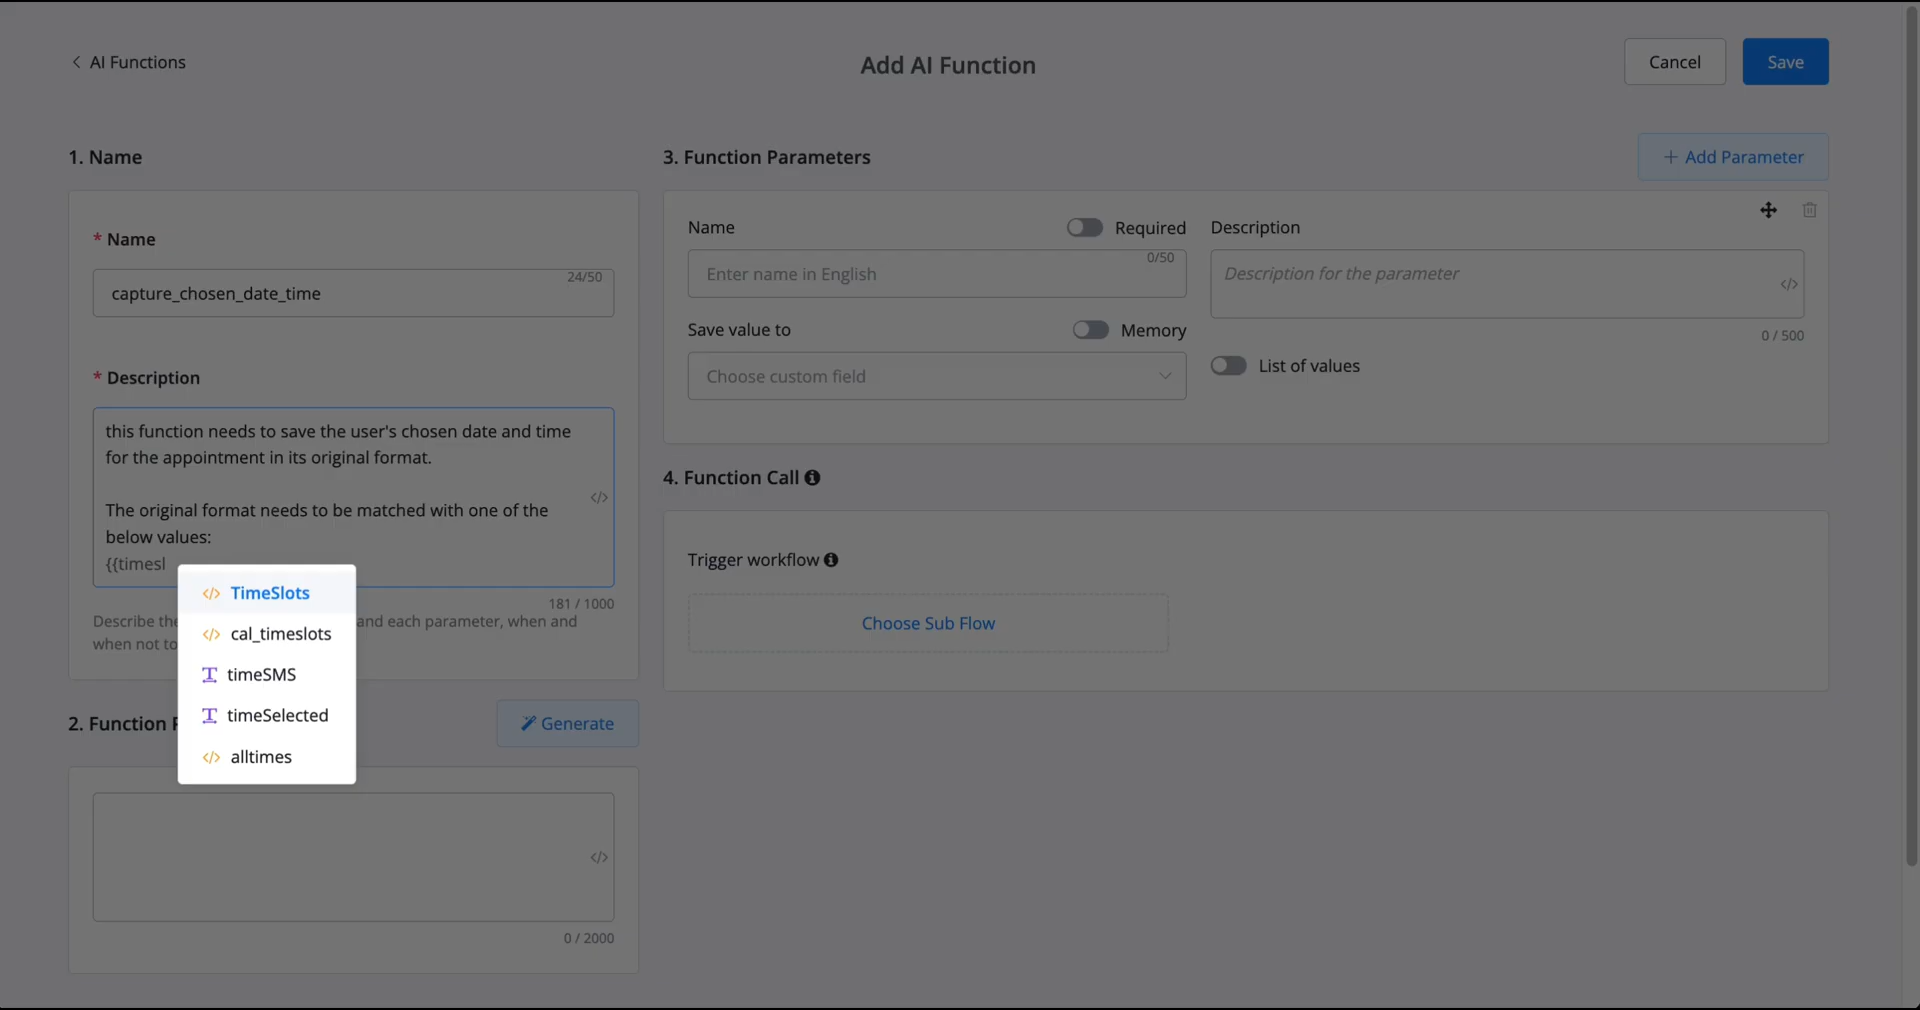 AI Functions
Add AI Function
Cancel
Save
1. Name
* Name
24/50
capture_chosen_date_time
* Description
this function needs to save the user's chosen date and time
for the appointment in its original format.
The original format needs to be matched with one of the
below values:
{{timesl
181 / 1000
Describe the
and each parameter, when and
when not to
TimeSlots
cal_timeslots
timeSMS
timeSelected
alltimes
2. Function
Generate
0 / 2000
3. Function Parameters
+ Add Parameter
Name
Required
0/50
Enter name in English
Description
Description for the parameter
0 / 500
Save value to
Memory
Choose custom field
List of values
4. Function Call
Trigger workflow
Choose Sub Flow